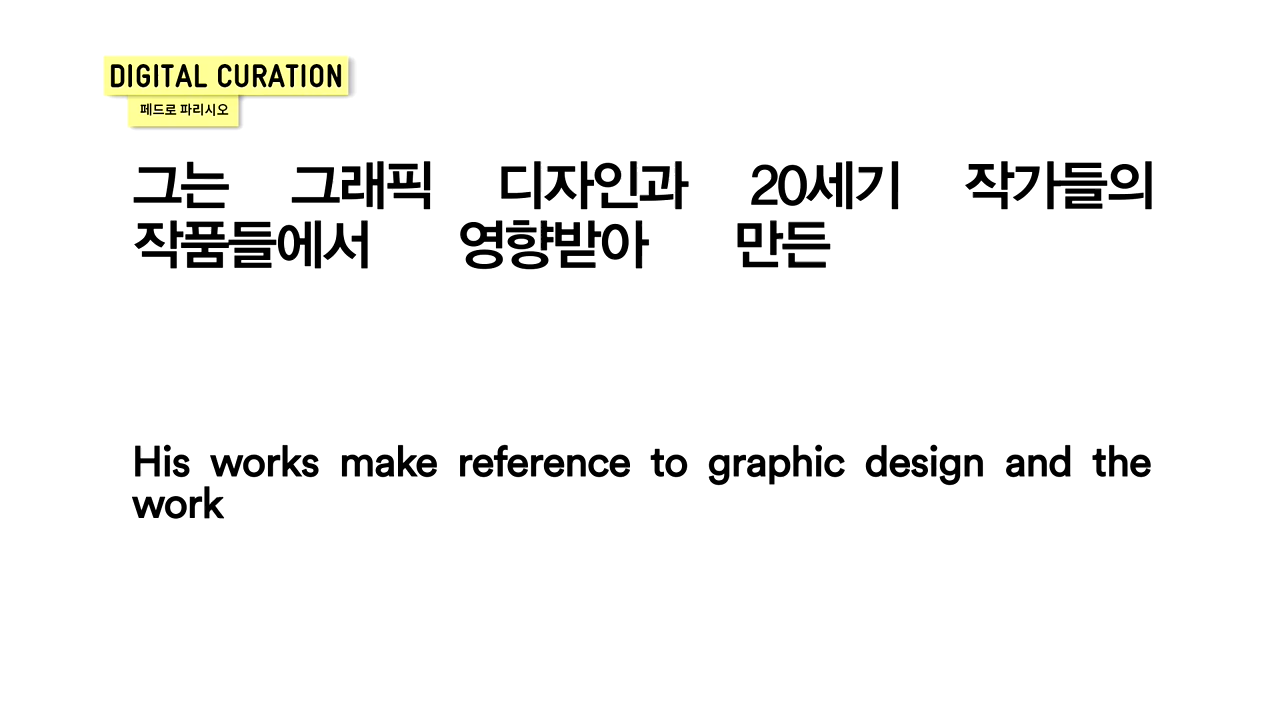 DIGITAL CURATION
페드로 파리시오
그는 그래픽 디자인과 20세기 작가들의
작품들에서 영향받아 만든
His works make reference to graphic design and the
work